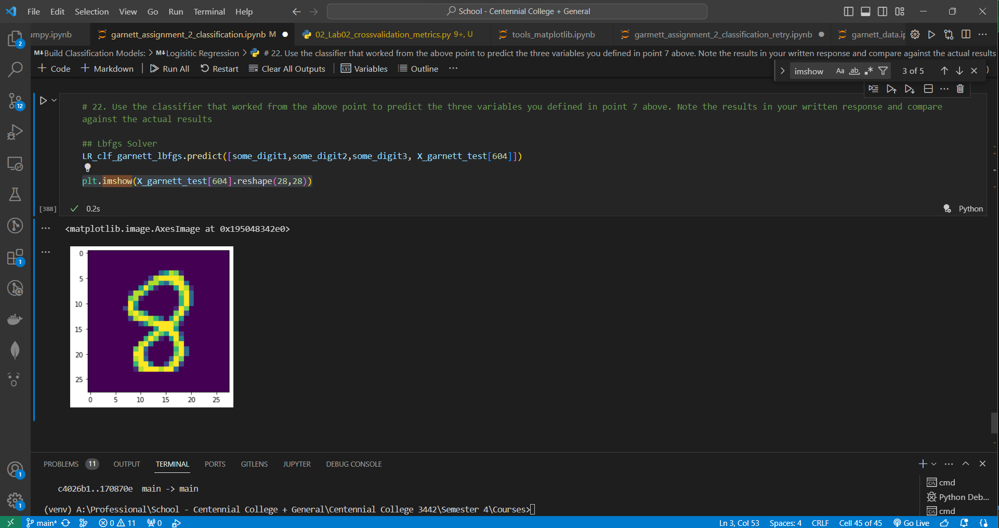 File Edit Selection View Go Run Terminal Help
School - Centennial College + General
umpy.ipynb
garnett_assignment_2_classification.ipynb M
02_Lab02_crossvalidation_metrics.py 9+, U
tools_matplotlib.ipynb
garmett_assignment_2_classification_retry.ipynb
garnett_data.ip
M↓Build Classification Models: > M↓Logisitic Regression > # 22. Use the classifier that worked from the above point to predict the three variables you defined in point 7 above. Note the results in your written response and compare against the actual results
+ Code + Markdown Run All Restart Clear All Outputs Variables Outline ...
imshow Aa ab 3 of 5
# 22. Use the classifier that worked from the above point to predict the three variables you defined in point 7 above. Note the results in your written response and compare
against the actual results
## Lbfgs Solver
LR_clf_garnett_lbfgs.predict([some_digit1,some_digit2,some_digit3, X_garnett_test[604]])
plt.imshow(X_garnett_test[604].reshape(28,28))
[388] 0.2s
Python
<matplotlib.image.AxesImage at 0x195048342e0>
0
5
10
15
20
25
0 5 10 15 20 25
PROBLEMS 11 OUTPUT TERMINAL PORTS GITLENS JUPYTER DEBUG CONSOLE
c4026b1..170870e main -> main
(venv) A:\Professional\School - Centennial College + General\Centennial College 3442\Semester 4\Courses>
cmd
Python Deb...
cmd
2
12
1
1
1
main* 0 11 0
Ln 3, Col 53 Spaces: 4 CRLF Cell 45 of 45 Go Live